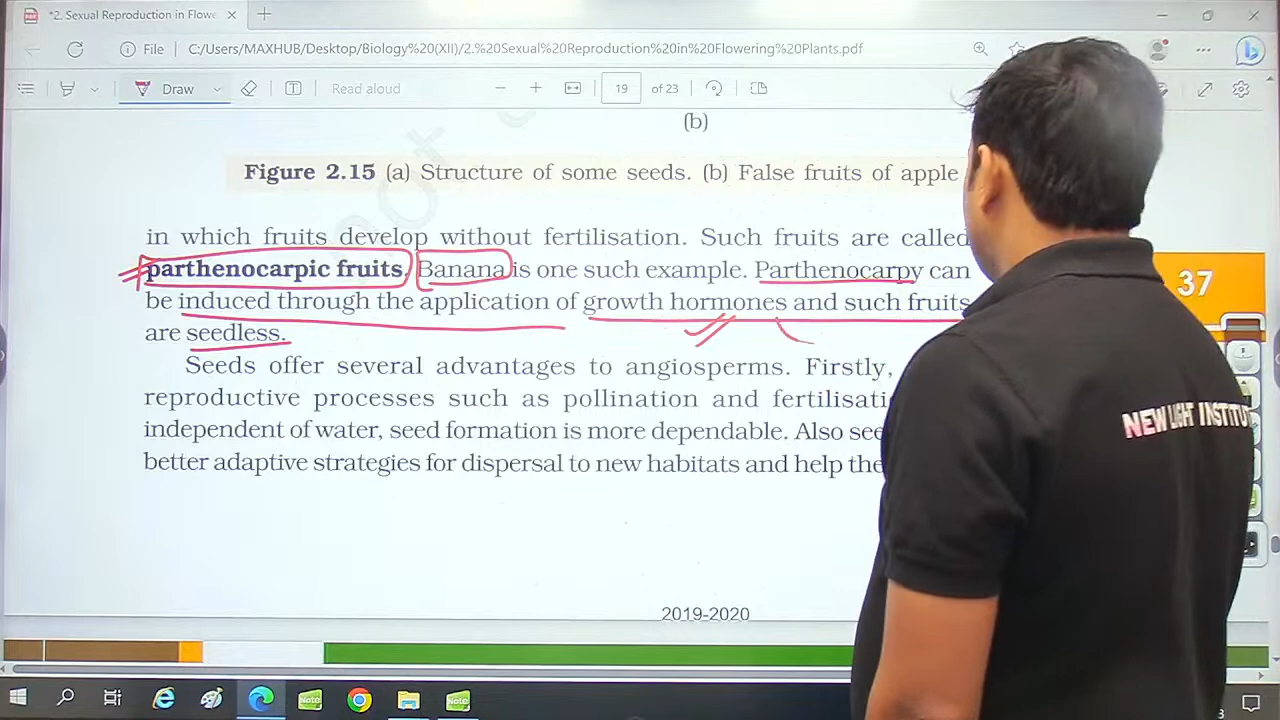 *2. Sexual Reproduction in Flowe
File
C:/Users/MAXHUB/Desktop/Biology%20(XII)/2.%20Sexual%20Reproduction%20in%20Flowering%20Plants.pdf
Draw
Read aloud
19
of 23
(b)
Figure 2.15 (a) Structure of some seeds. (b) False fruits of apple
in which fruits develop without fertilisation. Such fruits are called
parthenocarpic fruits. Banana is one such example. Parthenocarpy can
be induced through the application of growth hormones and such fruits
are seedless.
37
Seeds offer several advantages to angiosperms. Firstly,
reproductive processes such as pollination and fertilisati
independent of water, seed formation is more dependable. Also see
better adaptive strategies for dispersal to new habitats and help the
2019-2020
NEW LIGHT INSTITUT